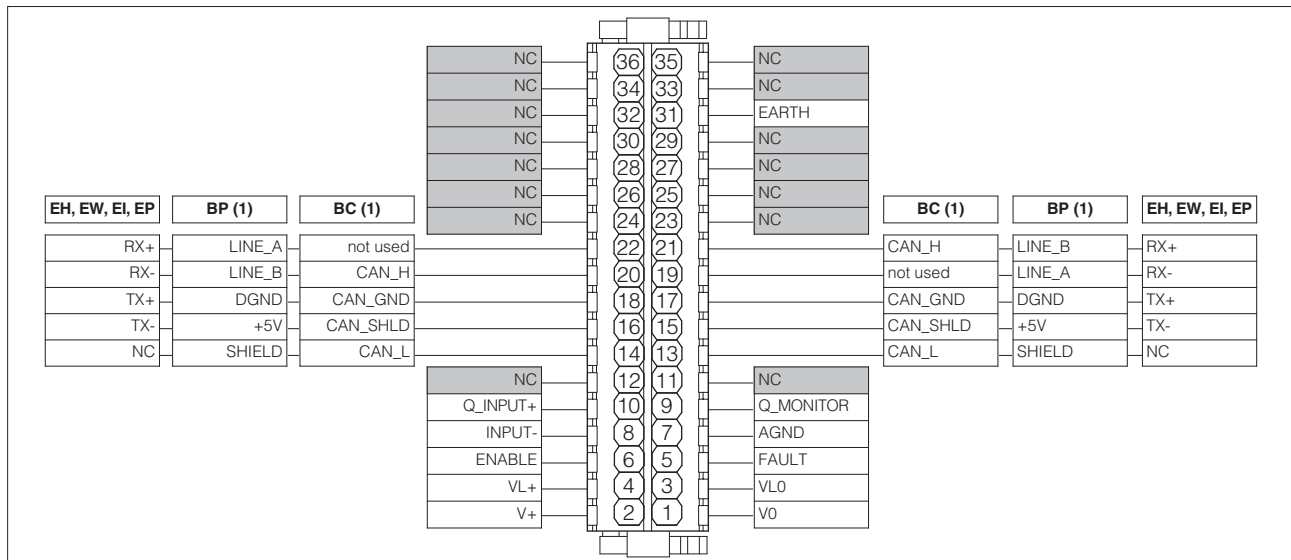 NC 36 35 NC
NC 34 33 NC
NC 32 31 EARTH
NC 30 29 NC
NC 28 27 NC
NC 26 25 NC
EH, EW, EI, EP BP (1) BC (1) BC (1) BP (1) EH, EW, EI, EP
NC 24 23 NC
RX+ LINE_A not used 22 21 CAN_H LINE_B RX+
RX- LINE_B CAN_H 20 19 not used LINE_A RX-
TX+ DGND CAN_GND 18 17 CAN_GND DGND TX+
TX- +5V CAN_SHLD 16 15 CAN_SHLD +5V TX-
NC SHIELD CAN_L 14 13 CAN_L SHIELD NC
NC 12 11 NC
Q_INPUT+ 10 9 Q_MONITOR
INPUT- 8 7 AGND
ENABLE 6 5 FAULT
VL+ 4 3 VL0
V+ 2 1 V0